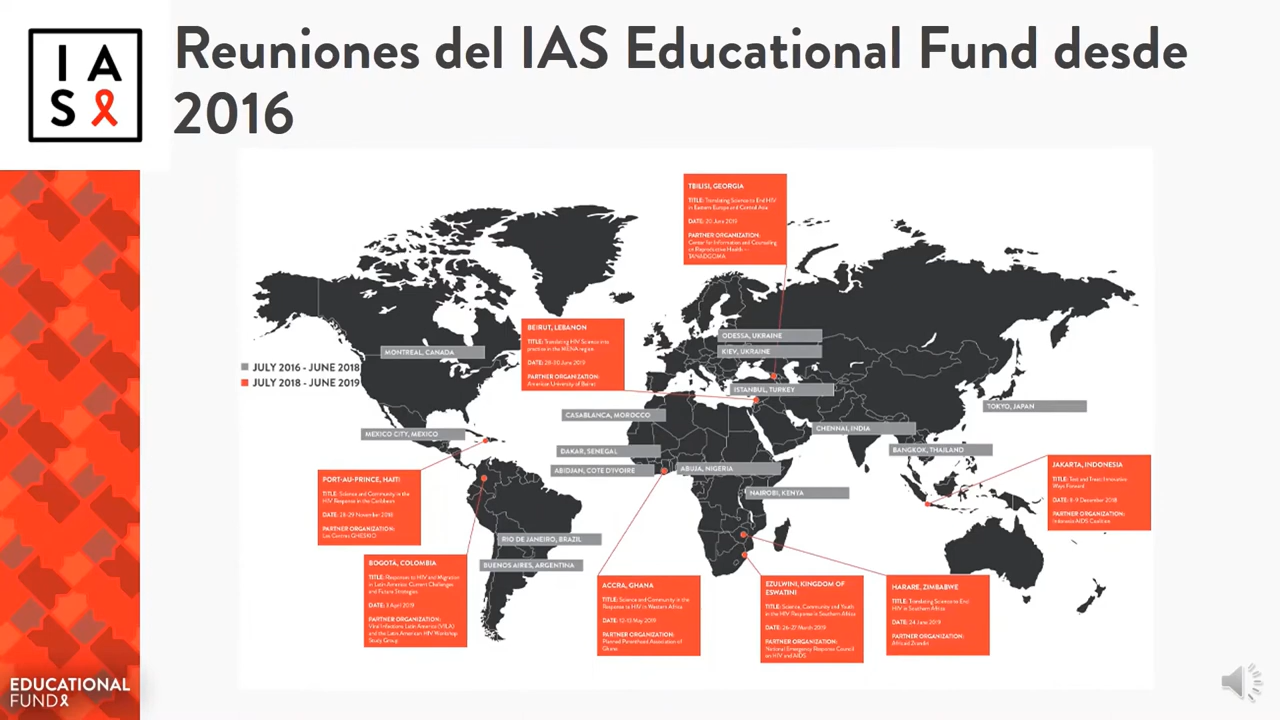 I A
S
Reuniones del IAS Educational Fund desde
2016
TBILISI, GEORGIA
TITLE: Translating Science to End HIV
in Eastern Europe and Central Asia
DATE: 20 June 2019
PARTNER ORGANIZATION:
Center for Information and Counselling
on Reproductive Health –
TANADGOMA
BEIRUT, LEBANON
TITLE: Translating HIV Science into
practice in the MENA region
DATE: 28-30 June 2019
PARTNER ORGANIZATION:
American University of Beirut
ODESSA, UKRAINE
KIEV, UKRAINE
MONTREAL, CANADA
JULY 2016 - JUNE 2018
JULY 2018 - JUNE 2019
ISTANBUL, TURKEY
TOKYO, JAPAN
CASABLANCA, MOROCCO
CHENNAI, INDIA
MEXICO CITY, MEXICO
DAKAR, SENEGAL
BANGKOK, THAILAND
ABIDJAN, COTE D'IVOIRE
ABUJA, NIGERIA
NAIROBI, KENYA
JAKARTA, INDONESIA
TITLE: Test and Treat: Innovation
Ways Forward
DATE: 8-9 December 2018
PARTNER ORGANIZATION:
Indonesia AIDS Coalition
PORT-AU-PRINCE, HAITI
TITLE: Science and Community in the
HIV Response in the Caribbean
DATE: 28-29 November 2018
PARTNER ORGANIZATION:
Les Centres GHESKIO
RIO DE JANEIRO, BRAZIL
BUENOS AIRES, ARGENTINA
BOGOTÁ, COLOMBIA
TITLE: Responses to HIV and Migration
in Latin America: Current Challenges
and Future Strategies
DATE: 3 April 2019
PARTNER ORGANIZATION:
Viral Infections Latin America (VILA)
and the Latin American HIV Workshop
Study Group
ACCRA, GHANA
TITLE: Science and Community in the
Response to HIV in Western Africa
DATE: 12-13 May 2019
PARTNER ORGANIZATION:
Planned Parenthood Association of
Ghana
EZULWINI, KINGDOM OF
ESWATINI
TITLE: Science, Community and Youth
in the HIV Response in Southern Africa
DATE: 26-27 March 2019
PARTNER ORGANIZATION:
National Emergency Response Council
on HIV and AIDS
HARARE, ZIMBABWE
TITLE: Translating Science to End
HIV in Southern Africa
DATE: 24 June 2019
PARTNER ORGANIZATION:
Africaid Zvandiri
EDUCATIONAL
FUND